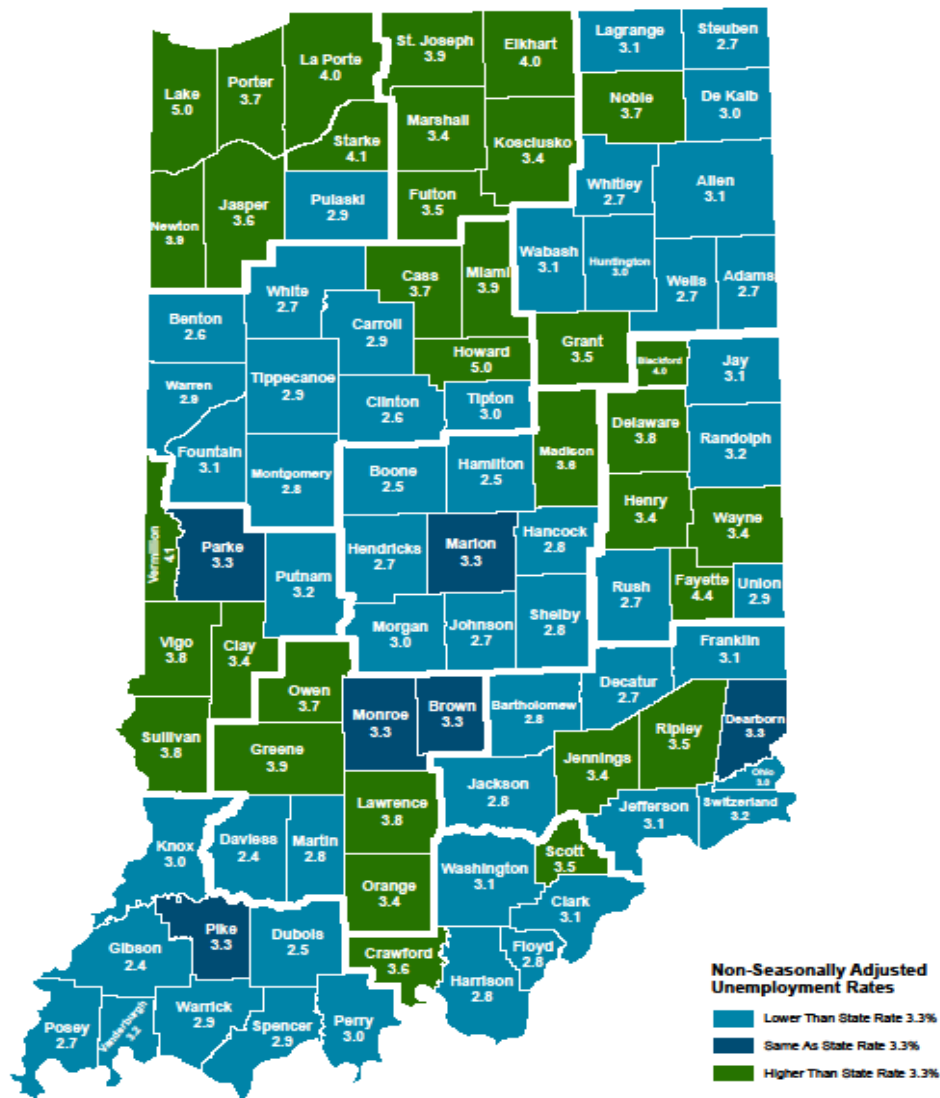 Lake
5.0
Porter
3.7
La Porte
4.0
St. Joseph
3.9
Elkhart
4.0
Lagrange
3.1
Steuben
2.7
Noble
3.7
De Kalb
3.0
Starke
4.1
Marshall
3.4
Kosciusko
3.4
Newton
3.9
Jasper
3.6
Pulaski
2.9
Fulton
3.5
Whitley
2.7
Allen
3.1
Wabash
3.1
Huntington
3.0
Wells
2.7
Adams
2.7
White
2.7
Cass
3.7
Miami
3.9
Benton
2.6
Carroll
2.9
Howard
5.0
Grant
3.5
Blackford
4.0
Jay
3.1
Warren
2.9
Tippecanoe
2.9
Clinton
2.6
Tipton
3.0
Fountain
3.1
Montgomery
2.8
Boone
2.5
Hamilton
2.5
Madison
3.6
Delaware
3.8
Randolph
3.2
Vermillion
4.1
Parke
3.3
Putnam
3.2
Hendricks
2.7
Marion
3.3
Hancock
2.8
Henry
3.4
Wayne
3.4
Rush
2.7
Fayette
4.4
Union
2.9
Vigo
3.8
Clay
3.4
Morgan
3.0
Johnson
2.7
Shelby
2.8
Franklin
3.1
Owen
3.7
Monroe
3.3
Brown
3.3
Bartholomew
2.8
Decatur
2.7
Sullivan
3.8
Greene
3.9
Jennings
3.4
Ripley
3.5
Dearborn
3.3
Ohio
3.0
Jackson
2.8
Jefferson
3.1
Switzerland
3.2
Knox
3.0
Daviess
2.4
Martin
2.8
Lawrence
3.8
Washington
3.1
Scott
3.5
Orange
3.4
Clark
3.1
Gibson
2.4
Pike
3.3
Dubois
2.5
Crawford
3.6
Harrison
2.8
Floyd
2.8
Posey
2.7
Vanderburgh
3.2
Warrick
2.9
Spencer
2.9
Perry
3.0
Non-Seasonally Adjusted
Unemployment Rates
Lower Than State Rate 3.3%
Same As State Rate 3.3%
Higher Than State Rate 3.3%